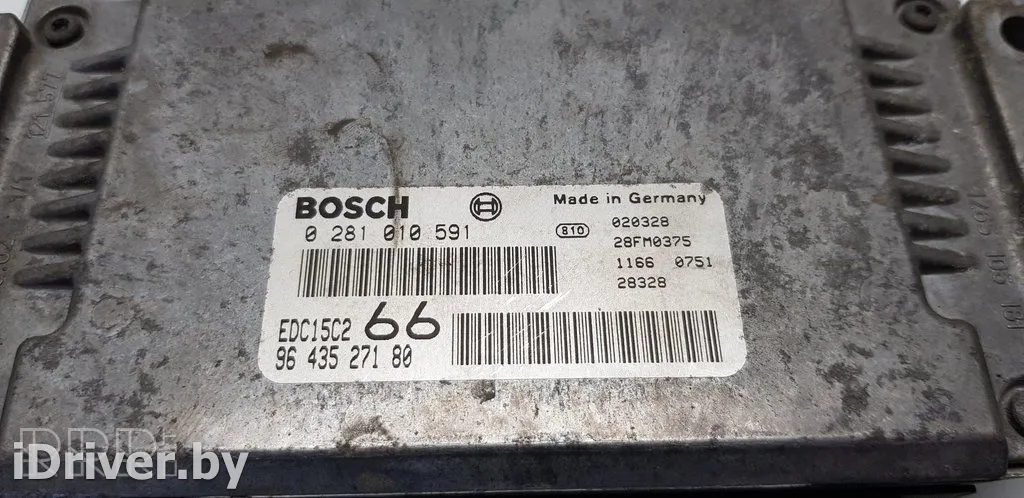 BOSCH
Made in Germany
0 281 010 591
810
020328
28FM0375
1166 0751
28328
EDC15C2
66
96 435 271 80
iDriver.by